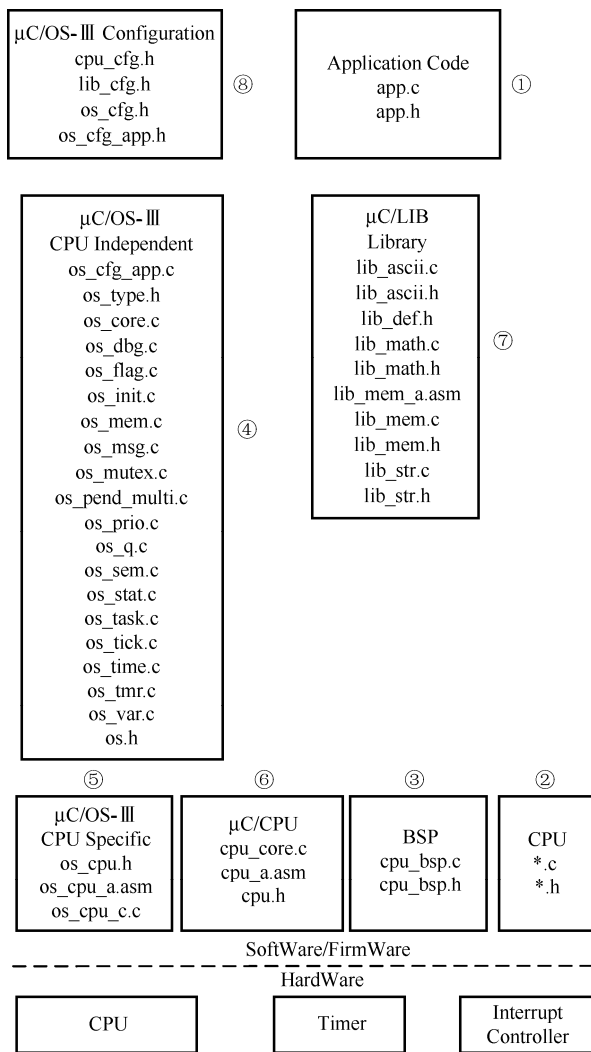 μC/OS-Ⅲ Configuration
cpu_cfg.h
lib_cfg.h
os_cfg.h
os_cfg_app.h
⑧
Application Code
app.c
app.h
①
μC/OS-Ⅲ
CPU Independent
os_cfg_app.c
os_type.h
os_core.c
os_dbg.c
os_flag.c
os_init.c
os_mem.c
os_msg.c
os_mutex.c
os_pend_multi.c
os_prio.c
os_q.c
os_sem.c
os_stat.c
os_task.c
os_tick.c
os_time.c
os_tmr.c
os_var.c
os.h
④
μC/LIB
Library
lib_ascii.c
lib_ascii.h
lib_def.h
lib_math.c
lib_math.h
lib_mem_a.asm
lib_mem.c
lib_mem.h
lib_str.c
lib_str.h
⑦
⑤
μC/OS-Ⅲ
CPU Specific
os_cpu.h
os_cpu_a.asm
os_cpu_c.c
⑥
μC/CPU
cpu_core.c
cpu_a.asm
cpu.h
③
BSP
cpu_bsp.c
cpu_bsp.h
②
CPU
*.c
*.h
SoftWare/FirmWare
HardWare
CPU
Timer
Interrupt
Controller